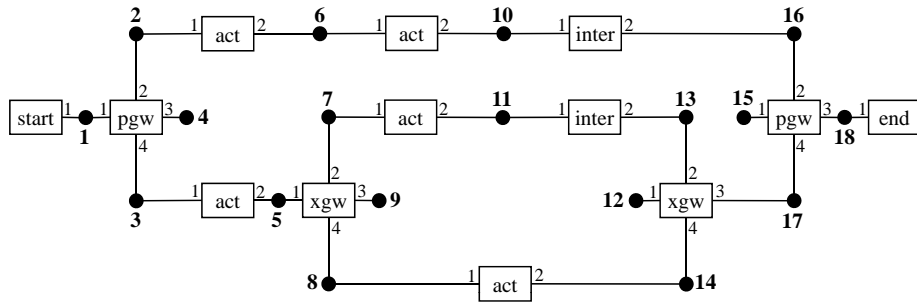 2 6 10 16
1 act 2 1 act 2 1 inter 2
2 7 11 13 2
start 1 1 pgw 3 4 1 act 2 1 inter 2 15 1 pgw 3 1 end
1 4 4 18
2 2
1 act 2 1 xgw 3 9 12 1 xgw 3
3 5 4 4 17
1 act 2
8 14